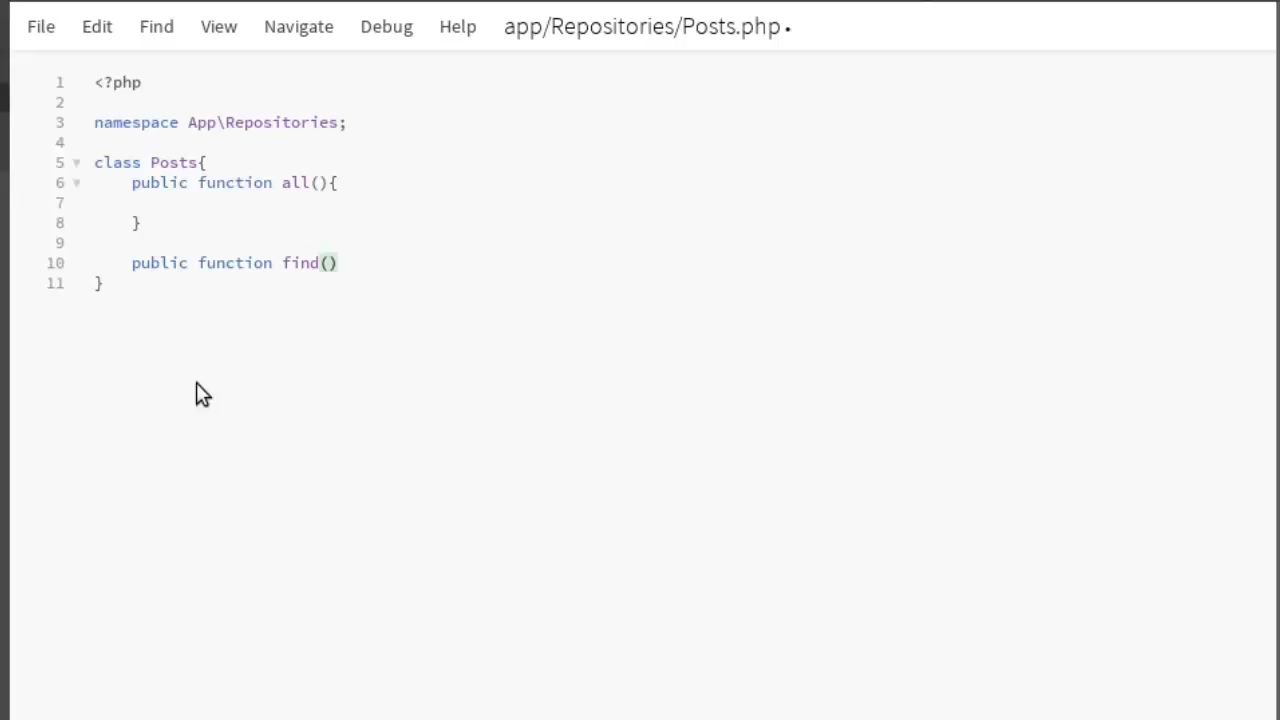 File Edit Find View Navigate Debug Help app/Repositories/Posts.php •
1 <?php
2
3 namespace App\Repositories;
4
5 class Posts{
6 public function all(){
7
8 }
9
10 public function find()
11 }